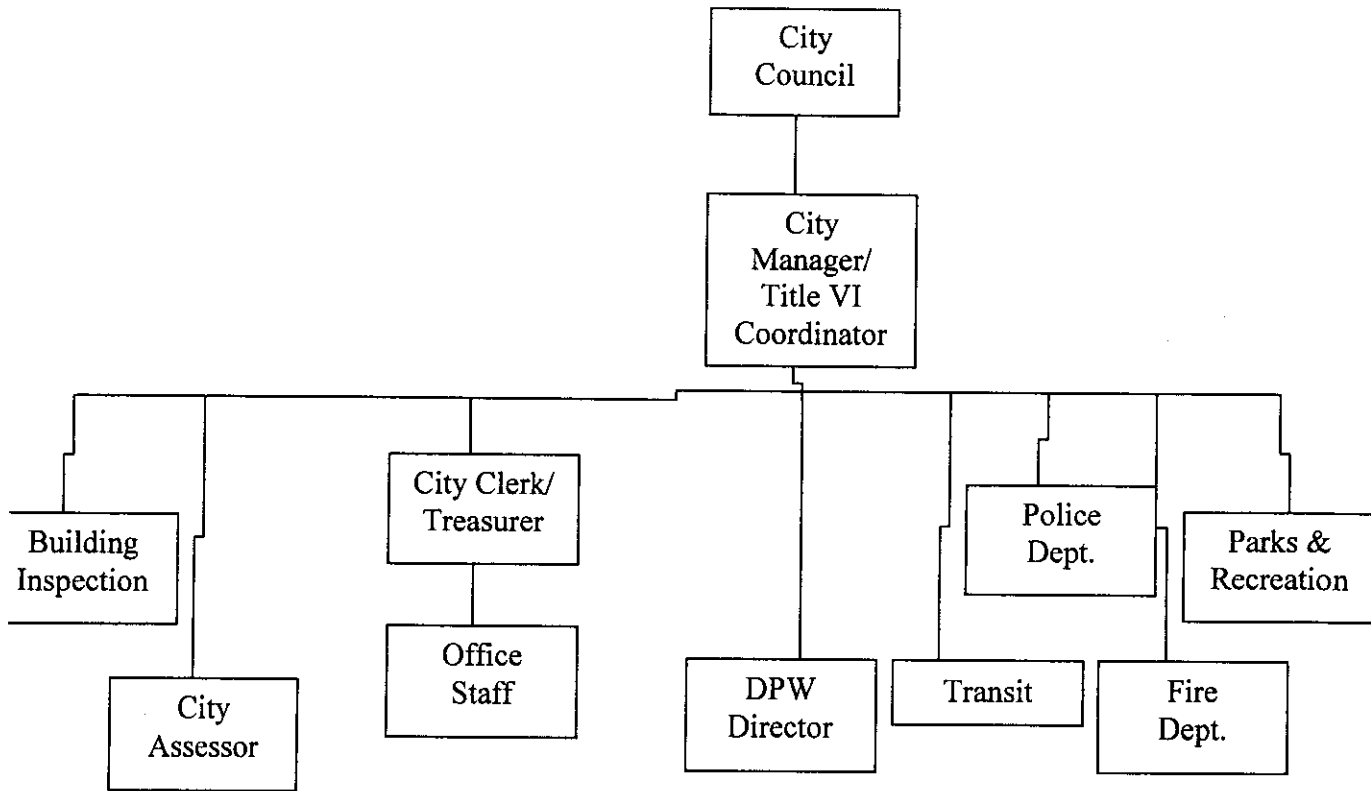 City
Council
City
Manager/
Title VI
Coordinator
City Clerk/
Treasurer
Police
Dept.
Building
Inspection
Parks &
Recreation
Office
Staff
DPW
Director
Transit
Fire
Dept.
City
Assessor